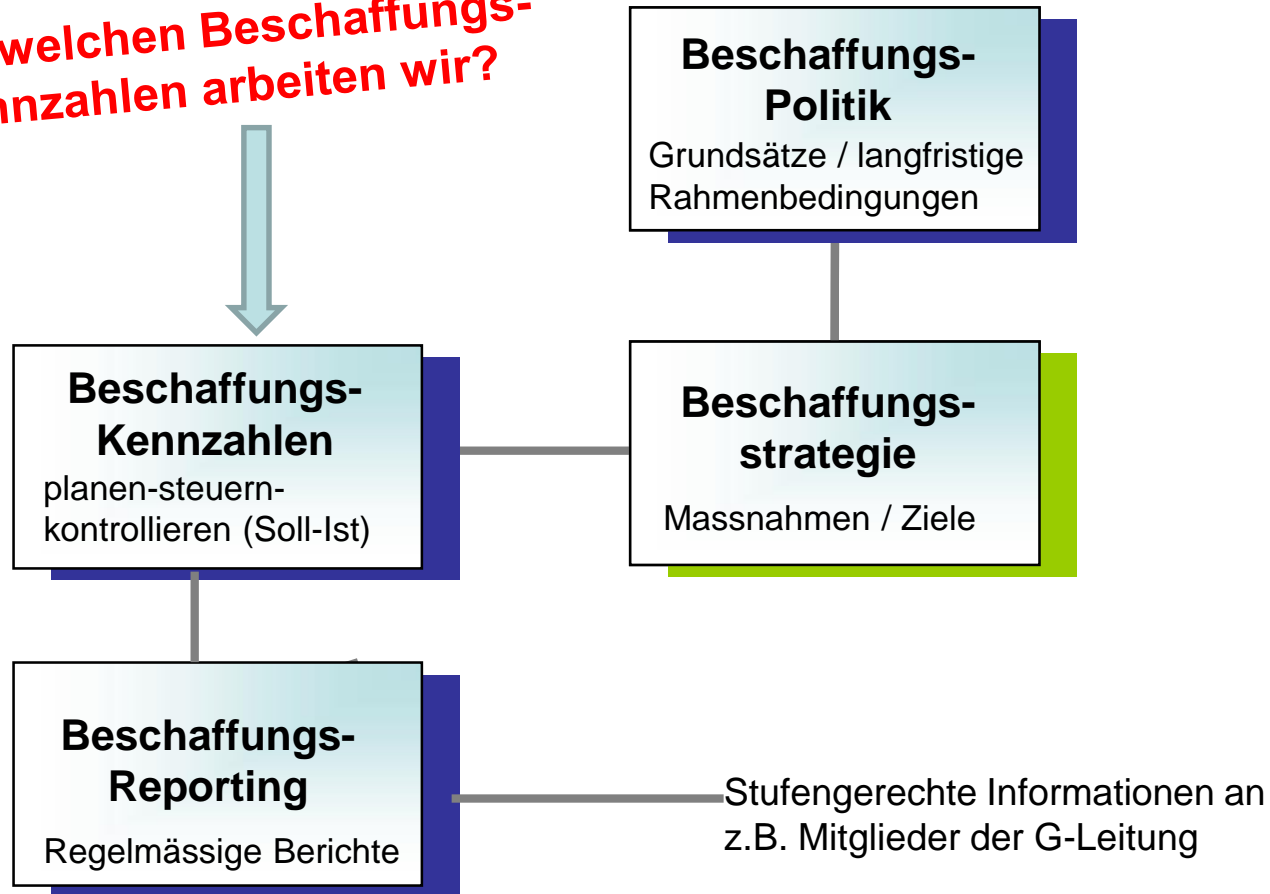 welchen Beschaffungs-
nnzahlen arbeiten wir?
Beschaffungs-
Politik
Grundsätze / langfristige
Rahmenbedingungen
Beschaffungs-
Kennzahlen
planen-steuern-
kontrollieren (Soll-Ist)
Beschaffungs-
strategie
Massnahmen / Ziele
Beschaffungs-
Reporting
Regelmässige Berichte
Stufengerechte Informationen an
z.B. Mitglieder der G-Leitung